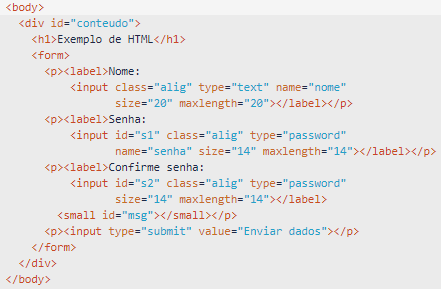 <body>
<div id="conteudo">
<h1>Exemplo de HTML</h1>
<form>
<p><label>Nome:
<input class="alig" type="text" name="nome"
size="20" maxlength="20"></label></p>
<p><label>Senha:
<input id="s1" class="alig" type="password"
name="senha" size="14" maxlength="14"></label></p>
<p><label>Confirme senha:
<input id="s2" class="alig" type="password"
size="14" maxlength="14"></label>
<small id="msg"></small></p>
<p><input type="submit" value="Enviar dados"></p>
</form>
</div>
</body>